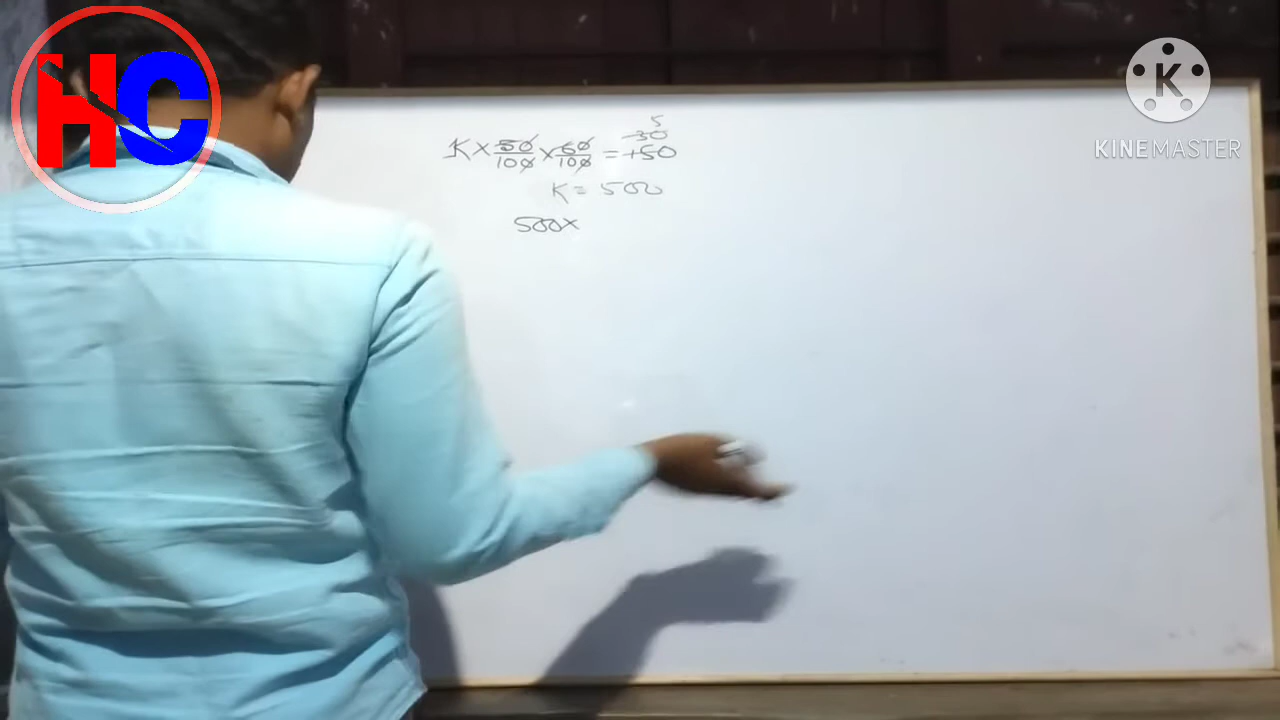 HC
K
KINEMASTER
5
30
K × 50/100 × 60/100 = 150
K = 500
500×